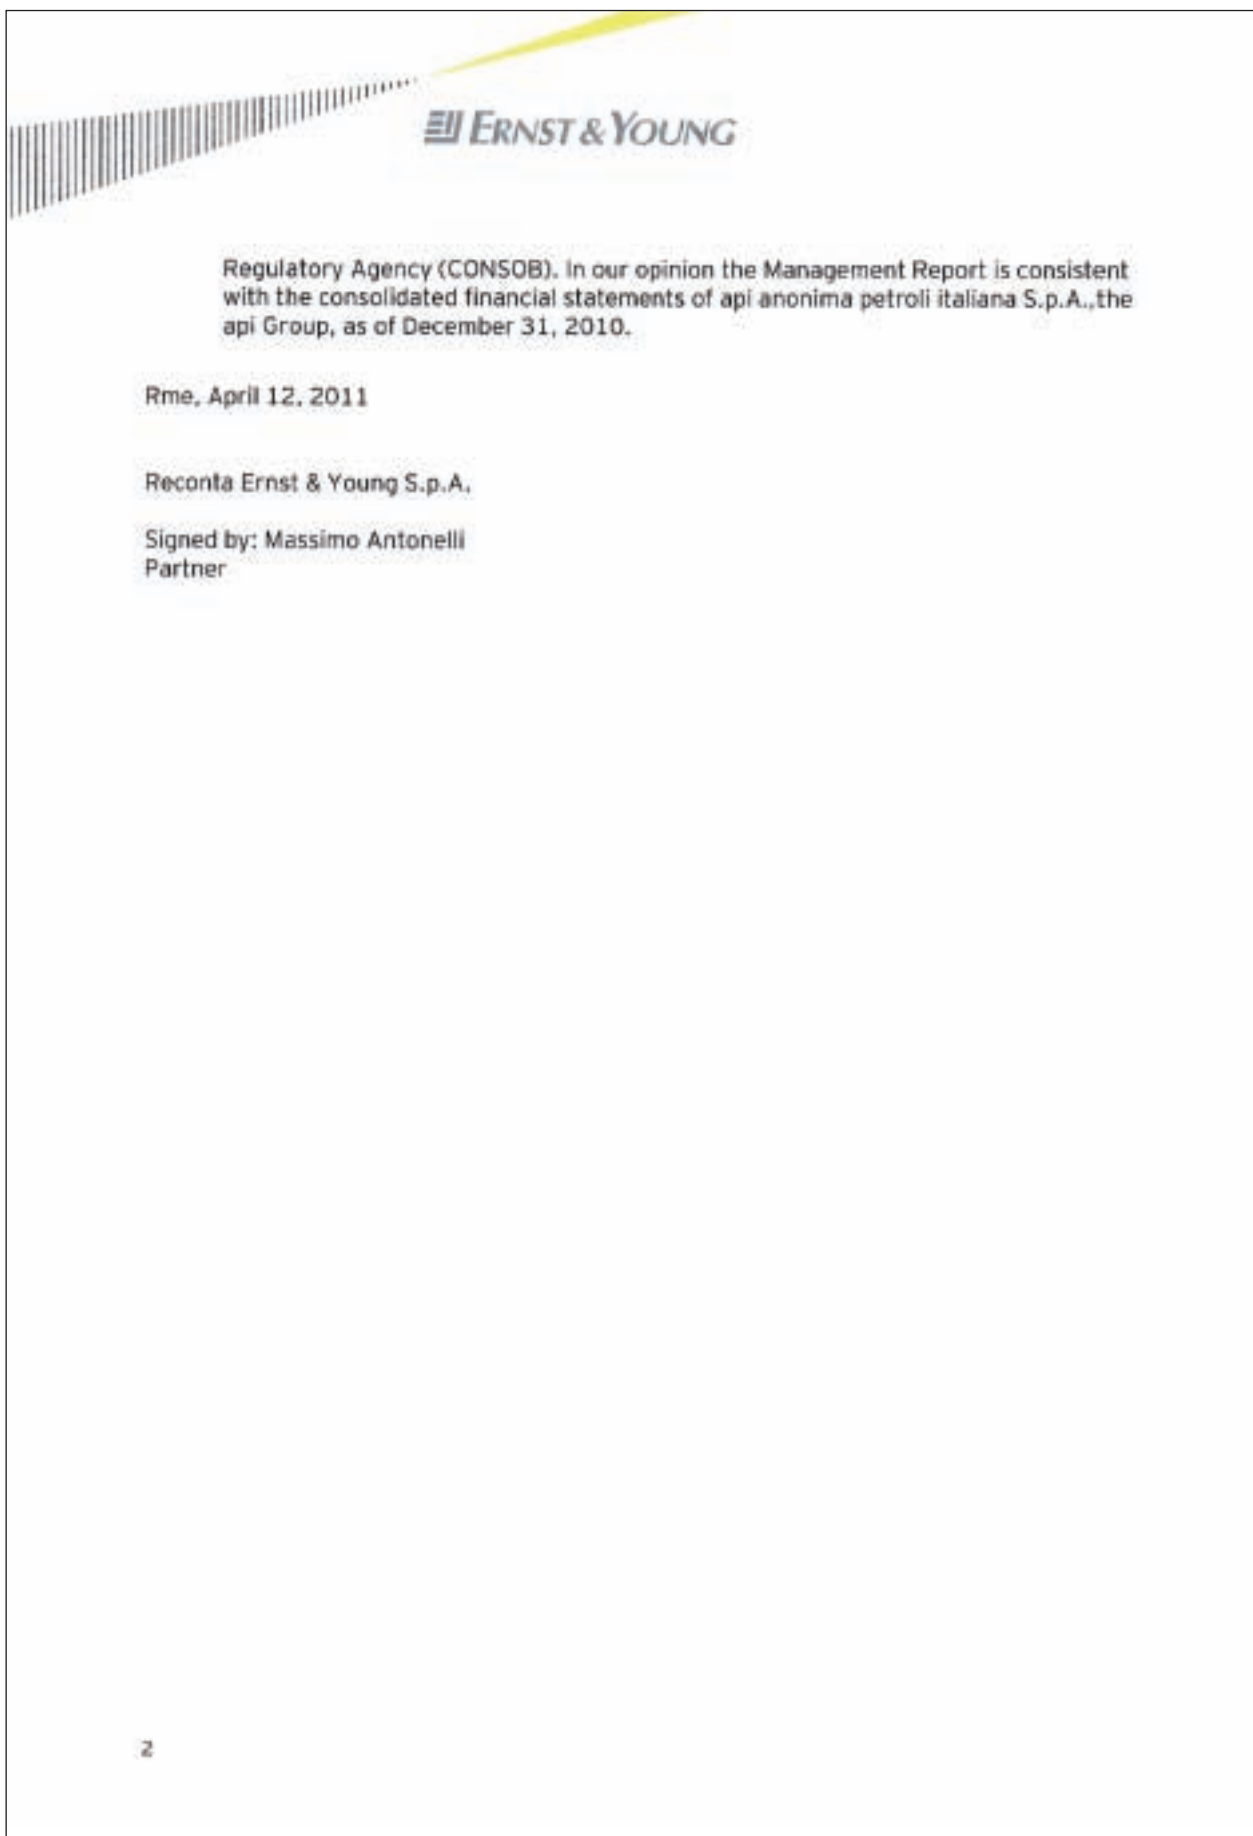 ERNST & YOUNG
Regulatory Agency (CONSOB). In our opinion the Management Report is consistent
with the consolidated financial statements of api anonima petroli italiana S.p.A.,the
api Group, as of December 31, 2010.
Rme, April 12, 2011
Reconta Ernst & Young S.p.A.
Signed by: Massimo Antonelli
Partner
2